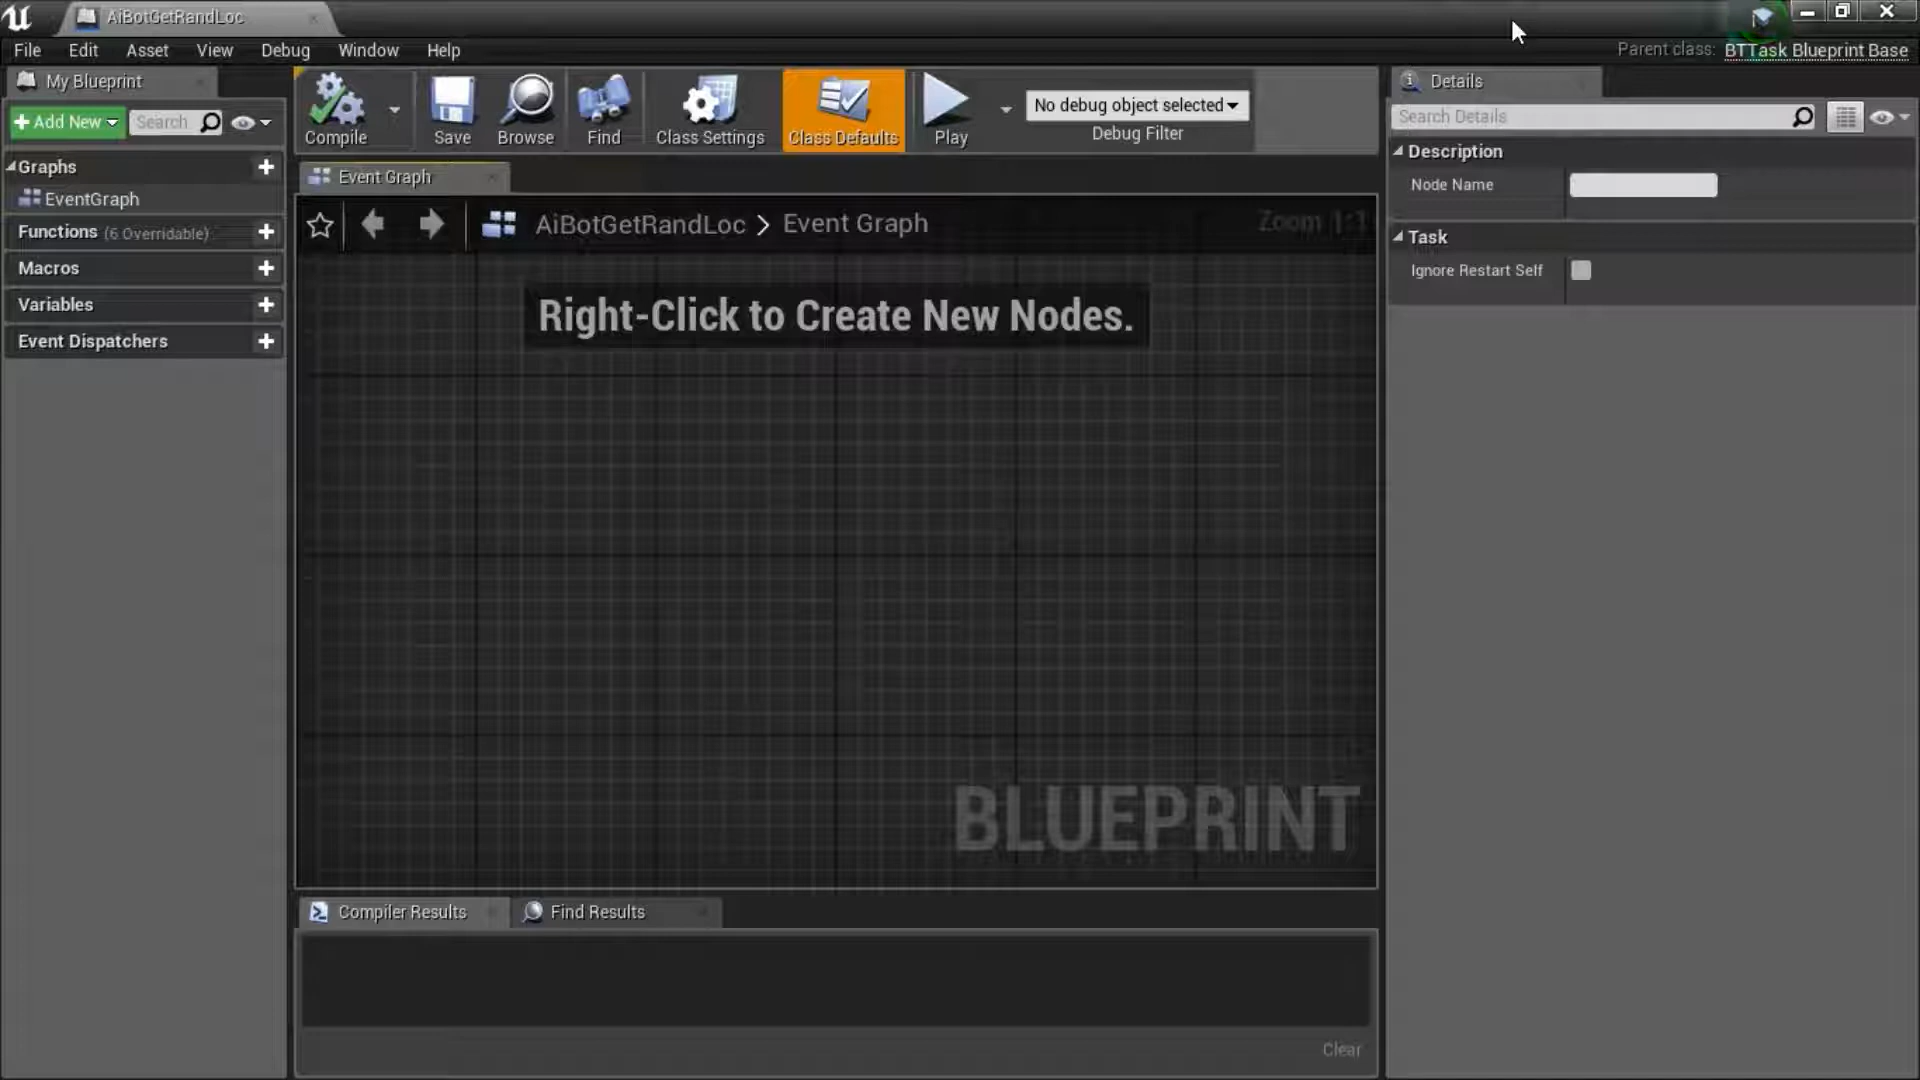 AiBotGetRandLoc
File Edit Asset View Debug Window Help
Parent class: BTTask Blueprint Base
My Blueprint
Add New
Search
Graphs
EventGraph
Functions (6 Overridable)
Macros
Variables
Event Dispatchers
Compile
Save
Browse
Find
Class Settings
Class Defaults
Play
No debug object selected
Debug Filter
Event Graph
AiBotGetRandLoc > Event Graph
Zoom 1:1
Right-Click to Create New Nodes.
BLUEPRINT
Compiler Results
Find Results
Clear
Details
Search Details
Description
Node Name
Task
Ignore Restart Self